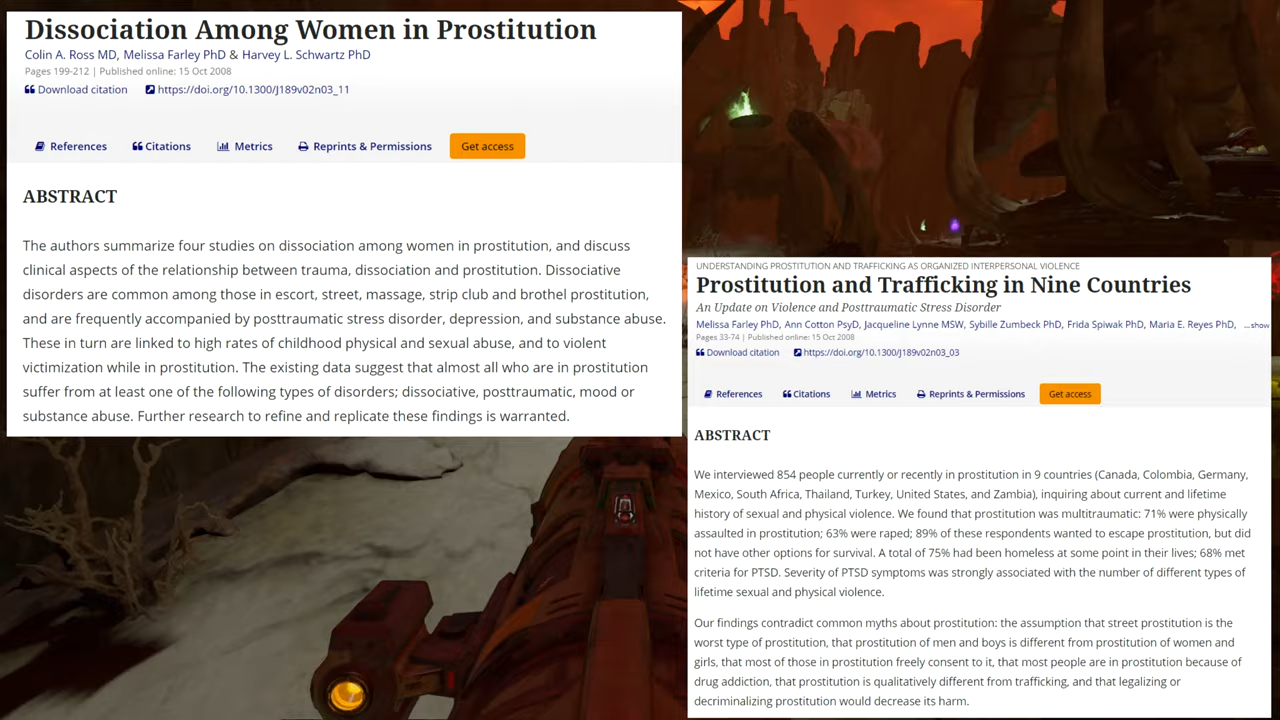 Dissociation Among Women in Prostitution
Colin A. Ross MD, Melissa Farley PhD & Harvey L. Schwartz PhD
Pages 199-212 | Published online: 15 Oct 2008
Download citation https://doi.org/10.1300/J189v02n03_11
References Citations Metrics Reprints & Permissions Get access
ABSTRACT
The authors summarize four studies on dissociation among women in prostitution, and discuss
clinical aspects of the relationship between trauma, dissociation and prostitution. Dissociative
disorders are common among those in escort, street, massage, strip club and brothel prostitution,
and are frequently accompanied by posttraumatic stress disorder, depression, and substance abuse.
These in turn are linked to high rates of childhood physical and sexual abuse, and to violent
victimization while in prostitution. The existing data suggest that almost all who are in prostitution
suffer from at least one of the following types of disorders; dissociative, posttraumatic, mood or
substance abuse. Further research to refine and replicate these findings is warranted.
UNDERSTANDING PROSTITUTION AND TRAFFICKING AS ORGANIZED INTERPERSONAL VIOLENCE
Prostitution and Trafficking in Nine Countries
An Update on Violence and Posttraumatic Stress Disorder
Melissa Farley PhD, Ann Cotton PsyD, Jacqueline Lynne MSW, Sybille Zumbeck PhD, Frida Spiwak PhD, Maria E. Reyes PhD, ...show
Pages 33-74 | Published online: 15 Oct 2008
Download citation https://doi.org/10.1300/J189v02n03_03
References Citations Metrics Reprints & Permissions Get access
ABSTRACT
We interviewed 854 people currently or recently in prostitution in 9 countries (Canada, Colombia, Germany,
Mexico, South Africa, Thailand, Turkey, United States, and Zambia), inquiring about current and lifetime
history of sexual and physical violence. We found that prostitution was multitraumatic: 71% were physically
assaulted in prostitution; 63% were raped; 89% of these respondents wanted to escape prostitution, but did
not have other options for survival. A total of 75% had been homeless at some point in their lives; 68% met
criteria for PTSD. Severity of PTSD symptoms was strongly associated with the number of different types of
lifetime sexual and physical violence.
Our findings contradict common myths about prostitution: the assumption that street prostitution is the
worst type of prostitution, that prostitution of men and boys is different from prostitution of women and
girls, that most of those in prostitution freely consent to it, that most people are in prostitution because of
drug addiction, that prostitution is qualitatively different from trafficking, and that legalizing or
decriminalizing prostitution would decrease its harm.